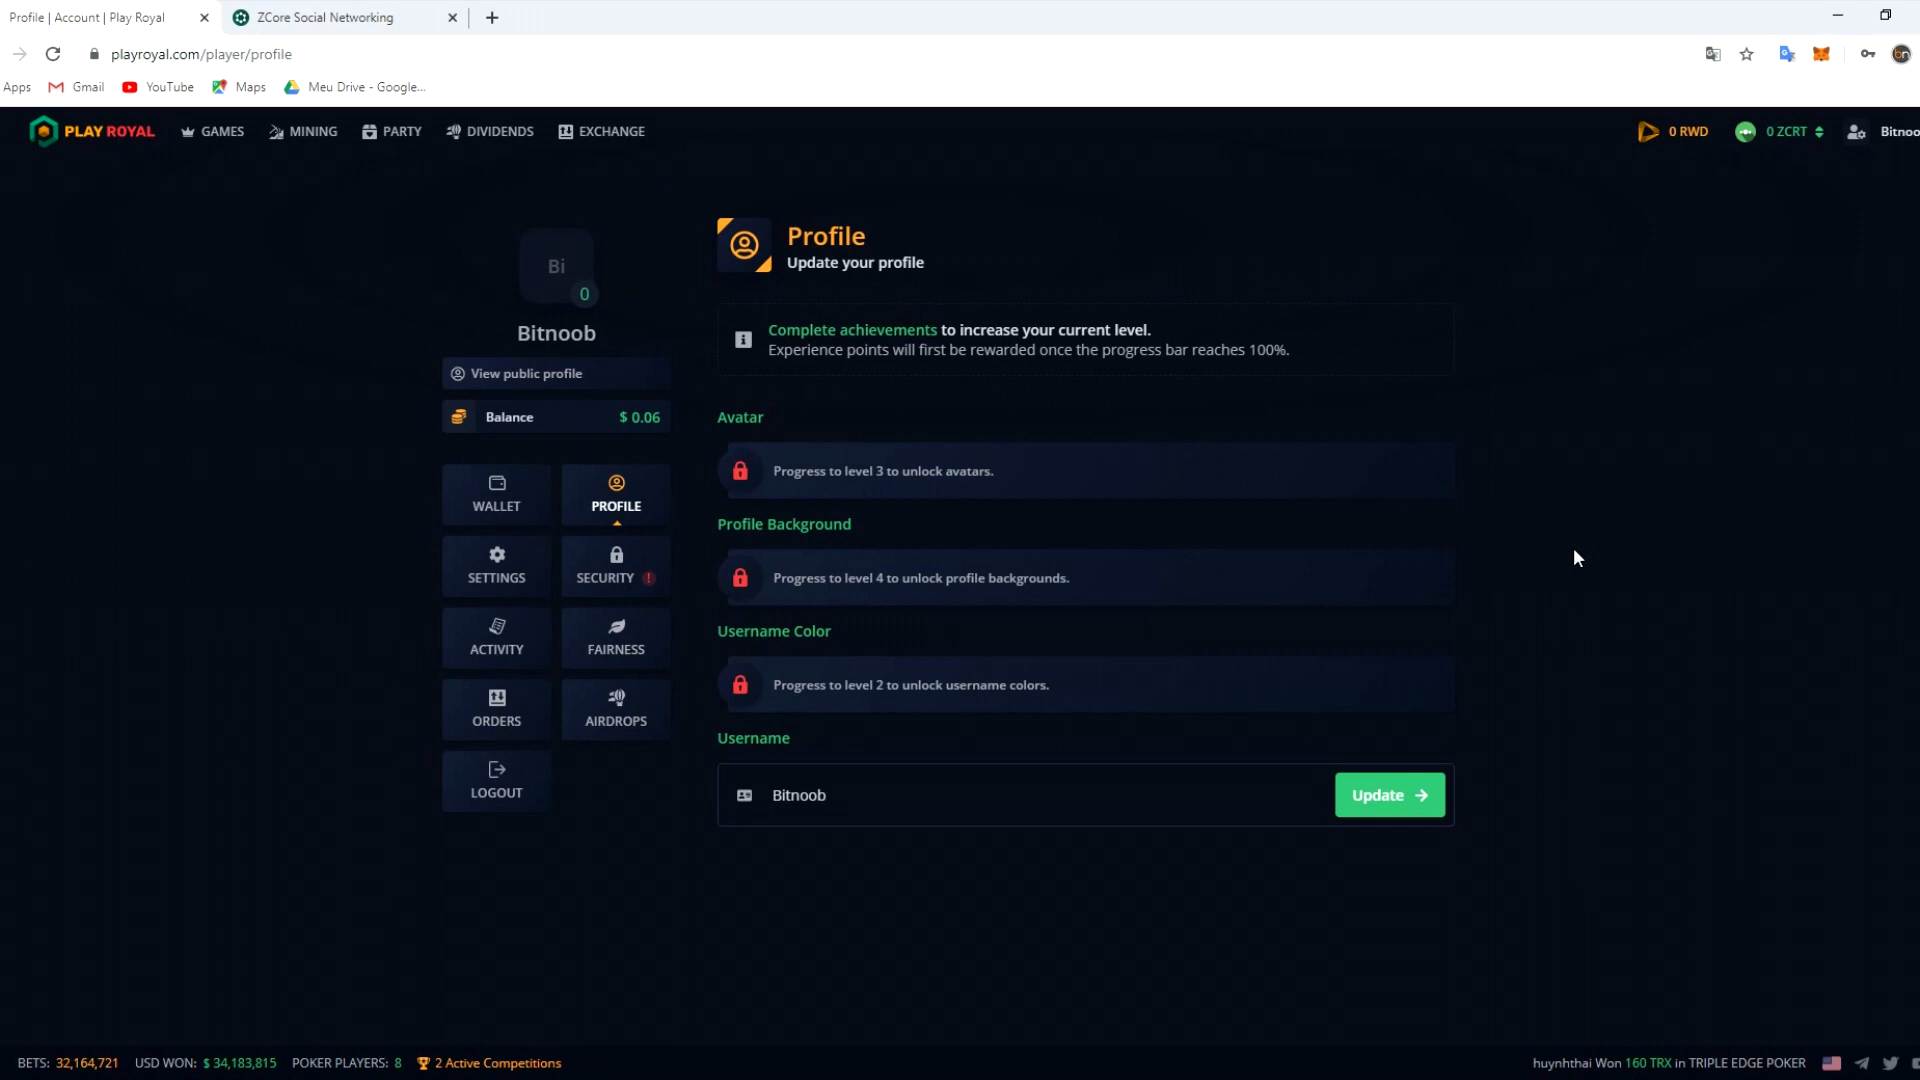 Profile | Account | Play Royal
ZCore Social Networking
playroyal.com/player/profile
bn
Apps
Gmail
YouTube
Maps
Meu Drive - Google...
PLAY ROYAL
GAMES
MINING
PARTY
DIVIDENDS
EXCHANGE
0 RWD
0 ZCRT
Bitnoo
Bi
0
Bitnoob
View public profile
Balance $ 0.06
WALLET
PROFILE
SETTINGS
SECURITY !
ACTIVITY
FAIRNESS
ORDERS
AIRDROPS
LOGOUT
Profile
Update your profile
Complete achievements to increase your current level.
Experience points will first be rewarded once the progress bar reaches 100%.
Avatar
Progress to level 3 to unlock avatars.
Profile Background
Progress to level 4 to unlock profile backgrounds.
Username Color
Progress to level 2 to unlock username colors.
Username
Bitnoob
Update
BETS: 32,164,721 USD WON: $ 34,183,815 POKER PLAYERS: 8 2 Active Competitions
huynhthai Won 160 TRX in TRIPLE EDGE POKER